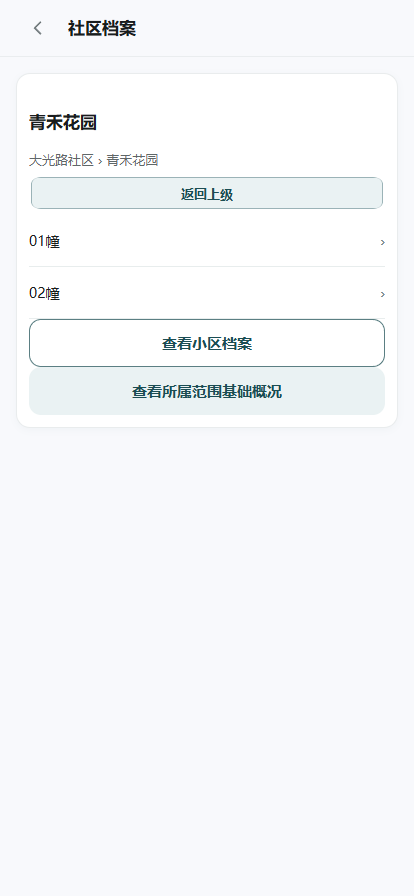 社区档案
青禾花园
大光路社区 › 青禾花园
返回上级
01幢 ›
02幢 ›
查看小区档案
查看所属范围基础概况